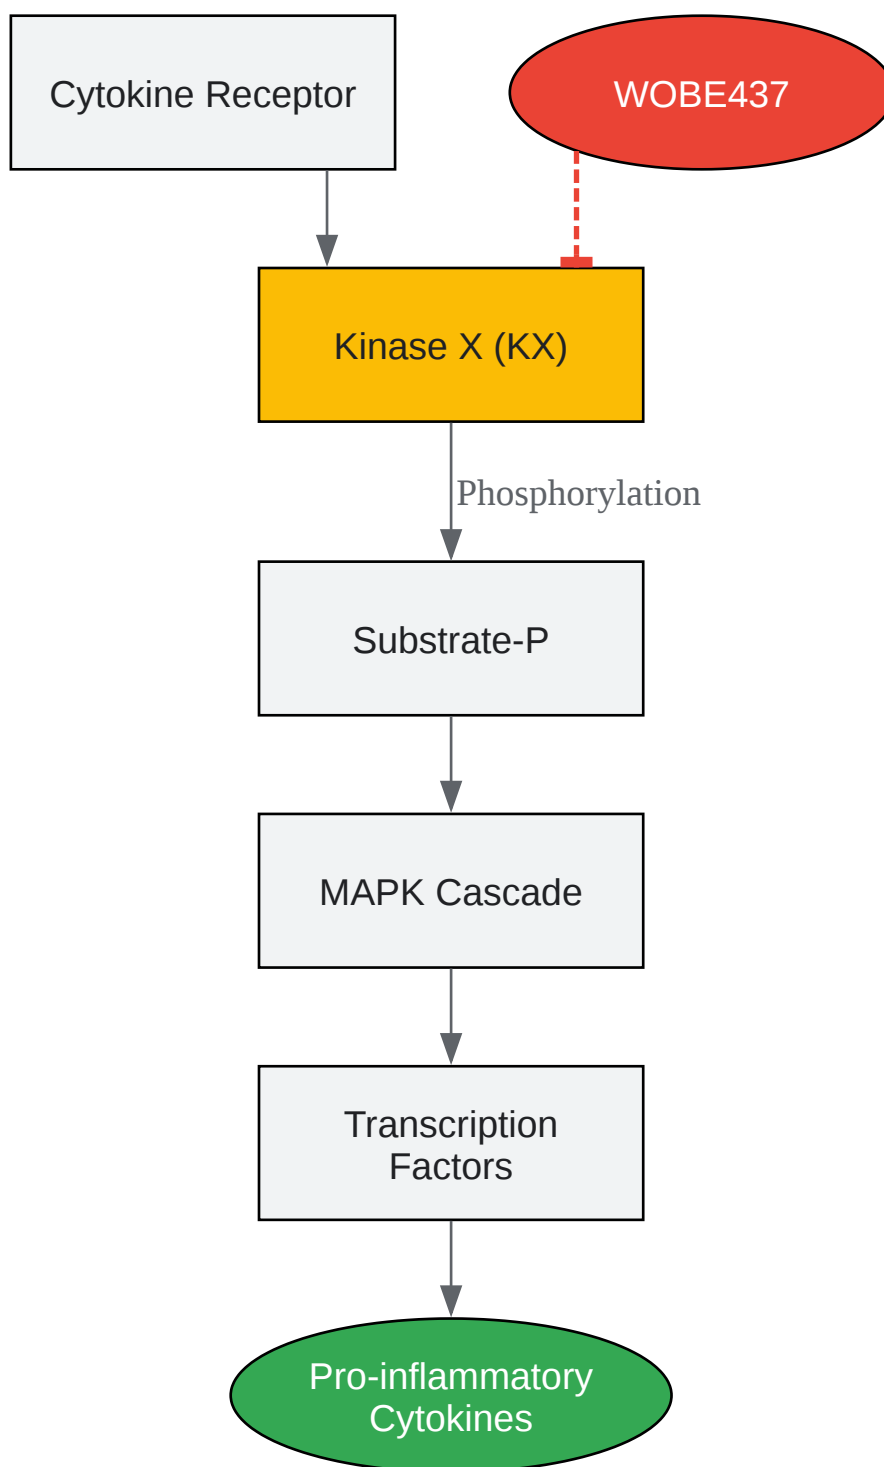 Cytokine Receptor
WOBE437
Kinase X (KX)
Phosphorylation
Substrate-P
MAPK Cascade
Transcription
Factors
Pro-inflammatory
Cytokines